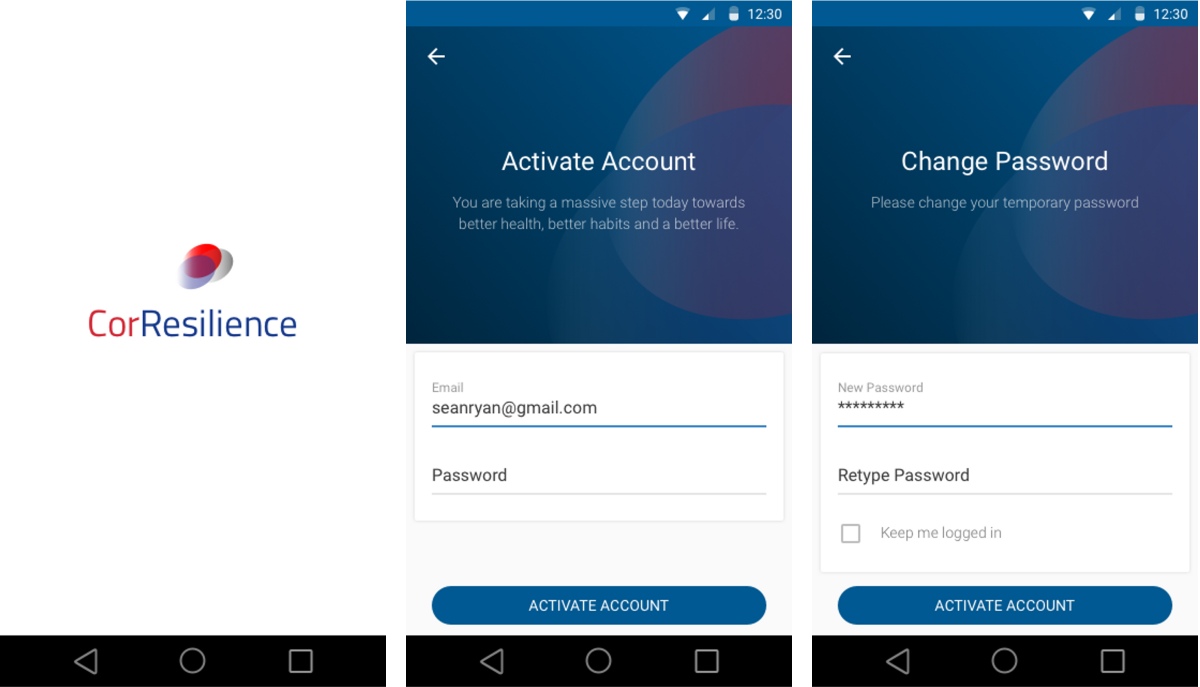 CorResilience
12:30
Activate Account
You are taking a massive step today towards
better health, better habits and a better life.
Email
seanryan@gmail.com
Password
ACTIVATE ACCOUNT
12:30
Change Password
Please change your temporary password
New Password
*********
Retype Password
Keep me logged in
ACTIVATE ACCOUNT